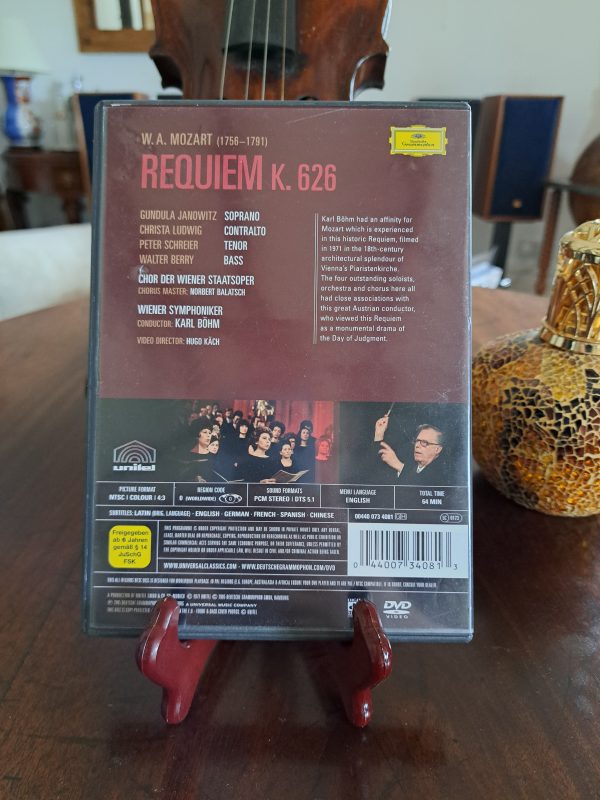 W. A. MOZART (1756–1791)
REQUIEM K. 626
Deutsche
Grammophon
GUNDULA JANOWITZ SOPRANO
CHRISTA LUDWIG CONTRALTO
PETER SCHREIER TENOR
WALTER BERRY BASS
CHOR DER WIENER STAATSOPER
CHORUS MASTER: NORBERT BALATSCH
WIENER SYMPHONIKER
CONDUCTOR: KARL BÖHM
VIDEO DIRECTOR: HUGO KÄCH
Karl Böhm had an affinity for
Mozart which is experienced
in this historic Requiem, filmed
in 1971 in the 18th-century
architectural splendour of
Vienna's Piaristenkirche.
The four outstanding soloists,
orchestra and chorus here all
had close associations with
this great Austrian conductor,
who viewed this Requiem
as a monumental drama of
the Day of Judgment.
unitel
PICTURE FORMAT
NTSC | COLOUR | 4:3
REGION CODE
0 (WORLDWIDE)
SOUND FORMATS
PCM STEREO | DTS 5.1
MENU LANGUAGE
ENGLISH
TOTAL TIME
64 MIN
SUBTITLES: LATIN (ORIG. LANGUAGE) - ENGLISH - GERMAN - FRENCH - SPANISH - CHINESE
00440 073 4081 GH
Freigegeben
ab 6 Jahren
gemäß § 14
JuSchG
FSK
WWW.UNIVERSALCLASSICS.COM
WWW.DEUTSCHEGRAMMOPHON.COM/DVD
0 44007 34081 3
A UNIVERSAL MUSIC COMPANY
DVD
VIDEO